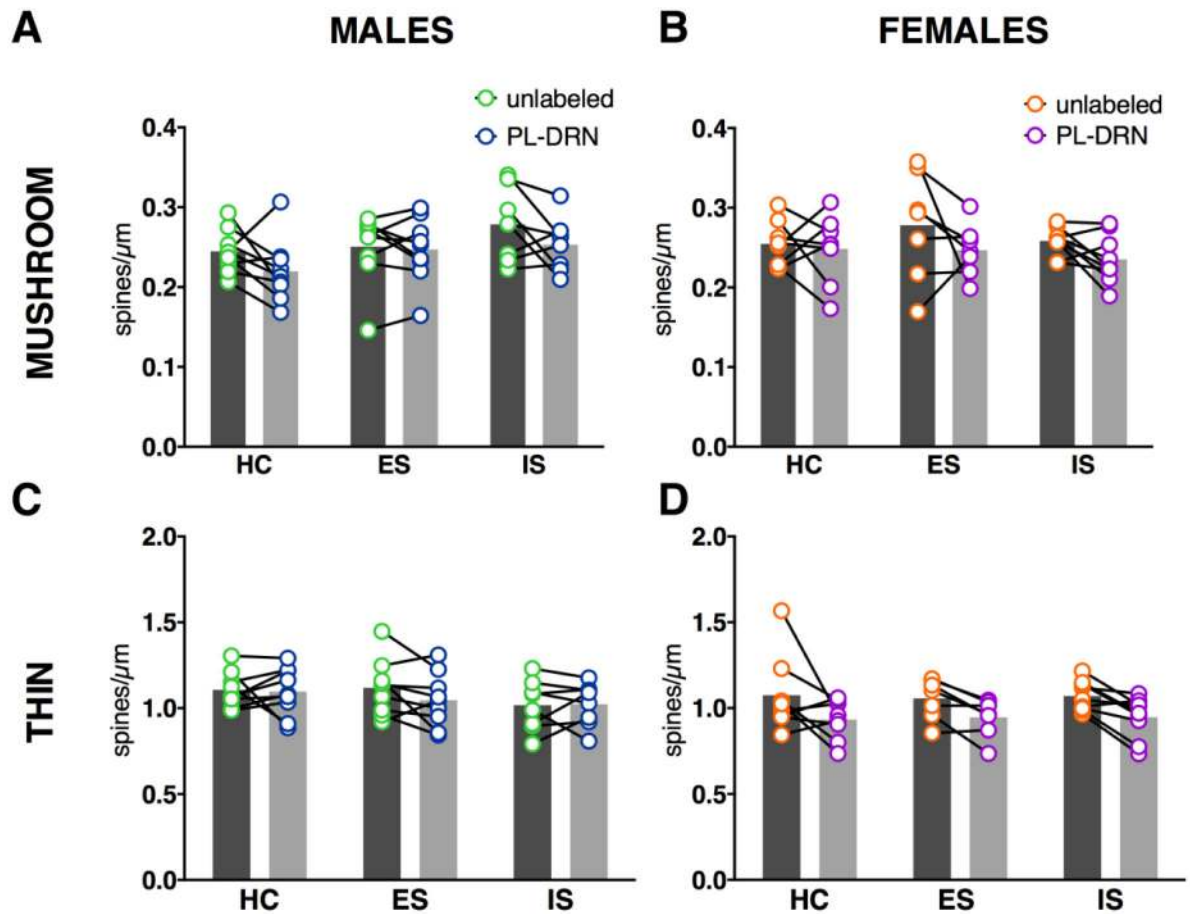 A MALES B FEMALES
unlabeled unlabeled
PL-DRN PL-DRN
MUSHROOM
spines/µm spines/µm
0.4 0.4
0.3 0.3
0.2 0.2
0.1 0.1
0.0 0.0
HC ES IS HC ES IS
C D
THIN
spines/µm spines/µm
2.0 2.0
1.5 1.5
1.0 1.0
0.5 0.5
0.0 0.0
HC ES IS HC ES IS